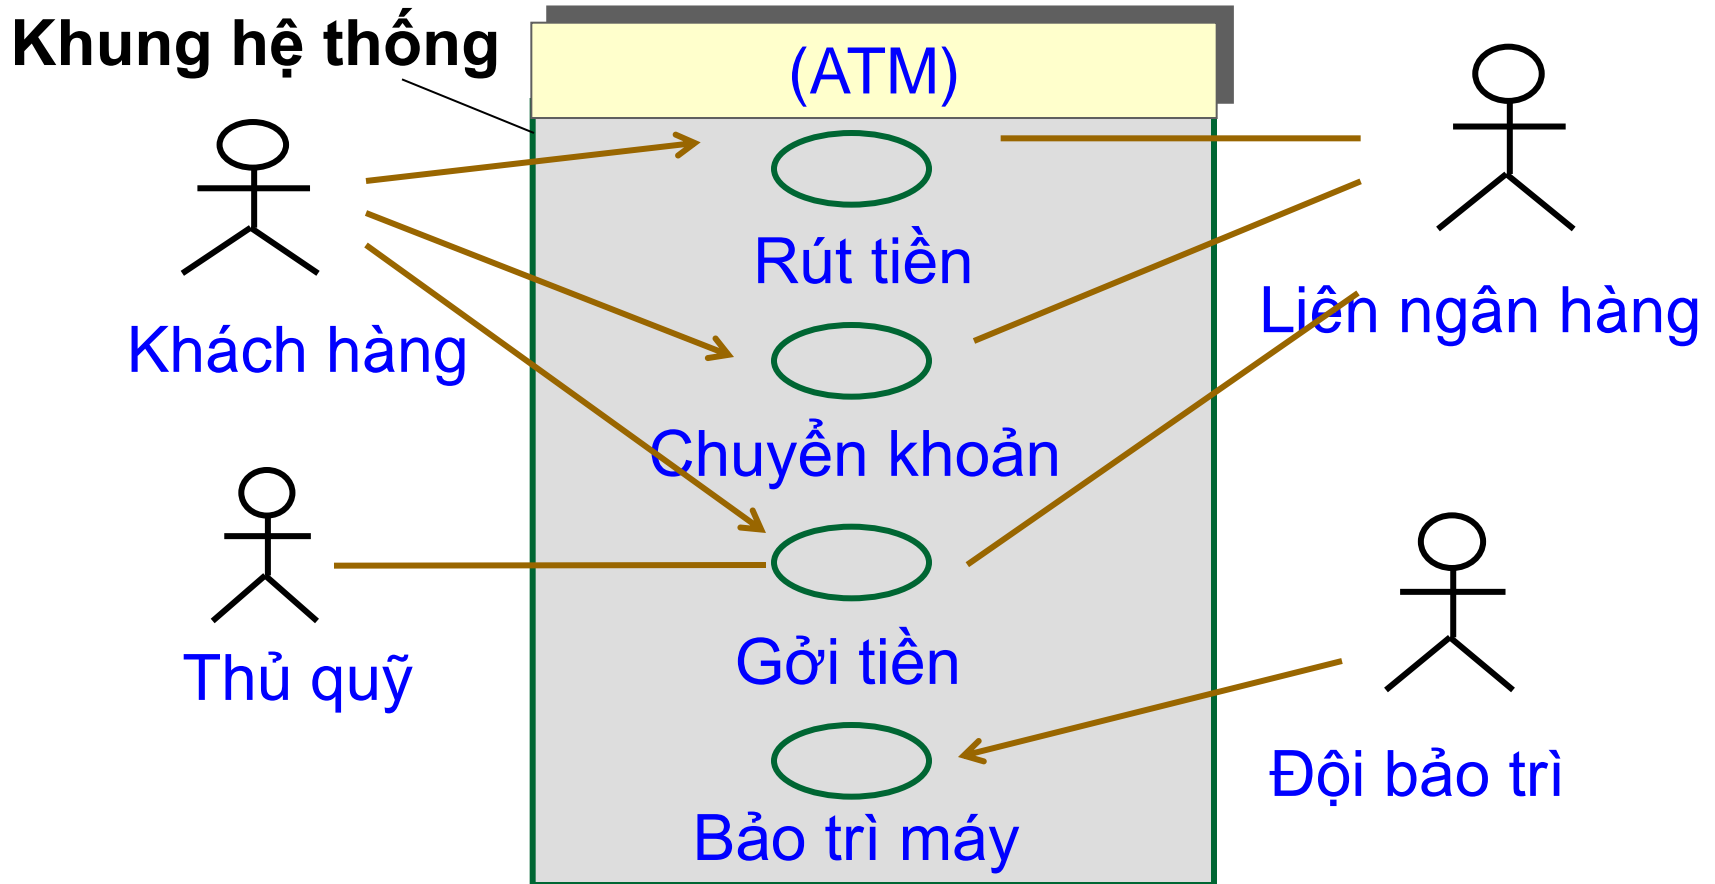 Khung hệ thống
(ATM)
Rút tiền
Liên ngân hàng
Khách hàng
Chuyển khoản
Thủ quỹ
Gởi tiền
Đội bảo trì
Bảo trì máy